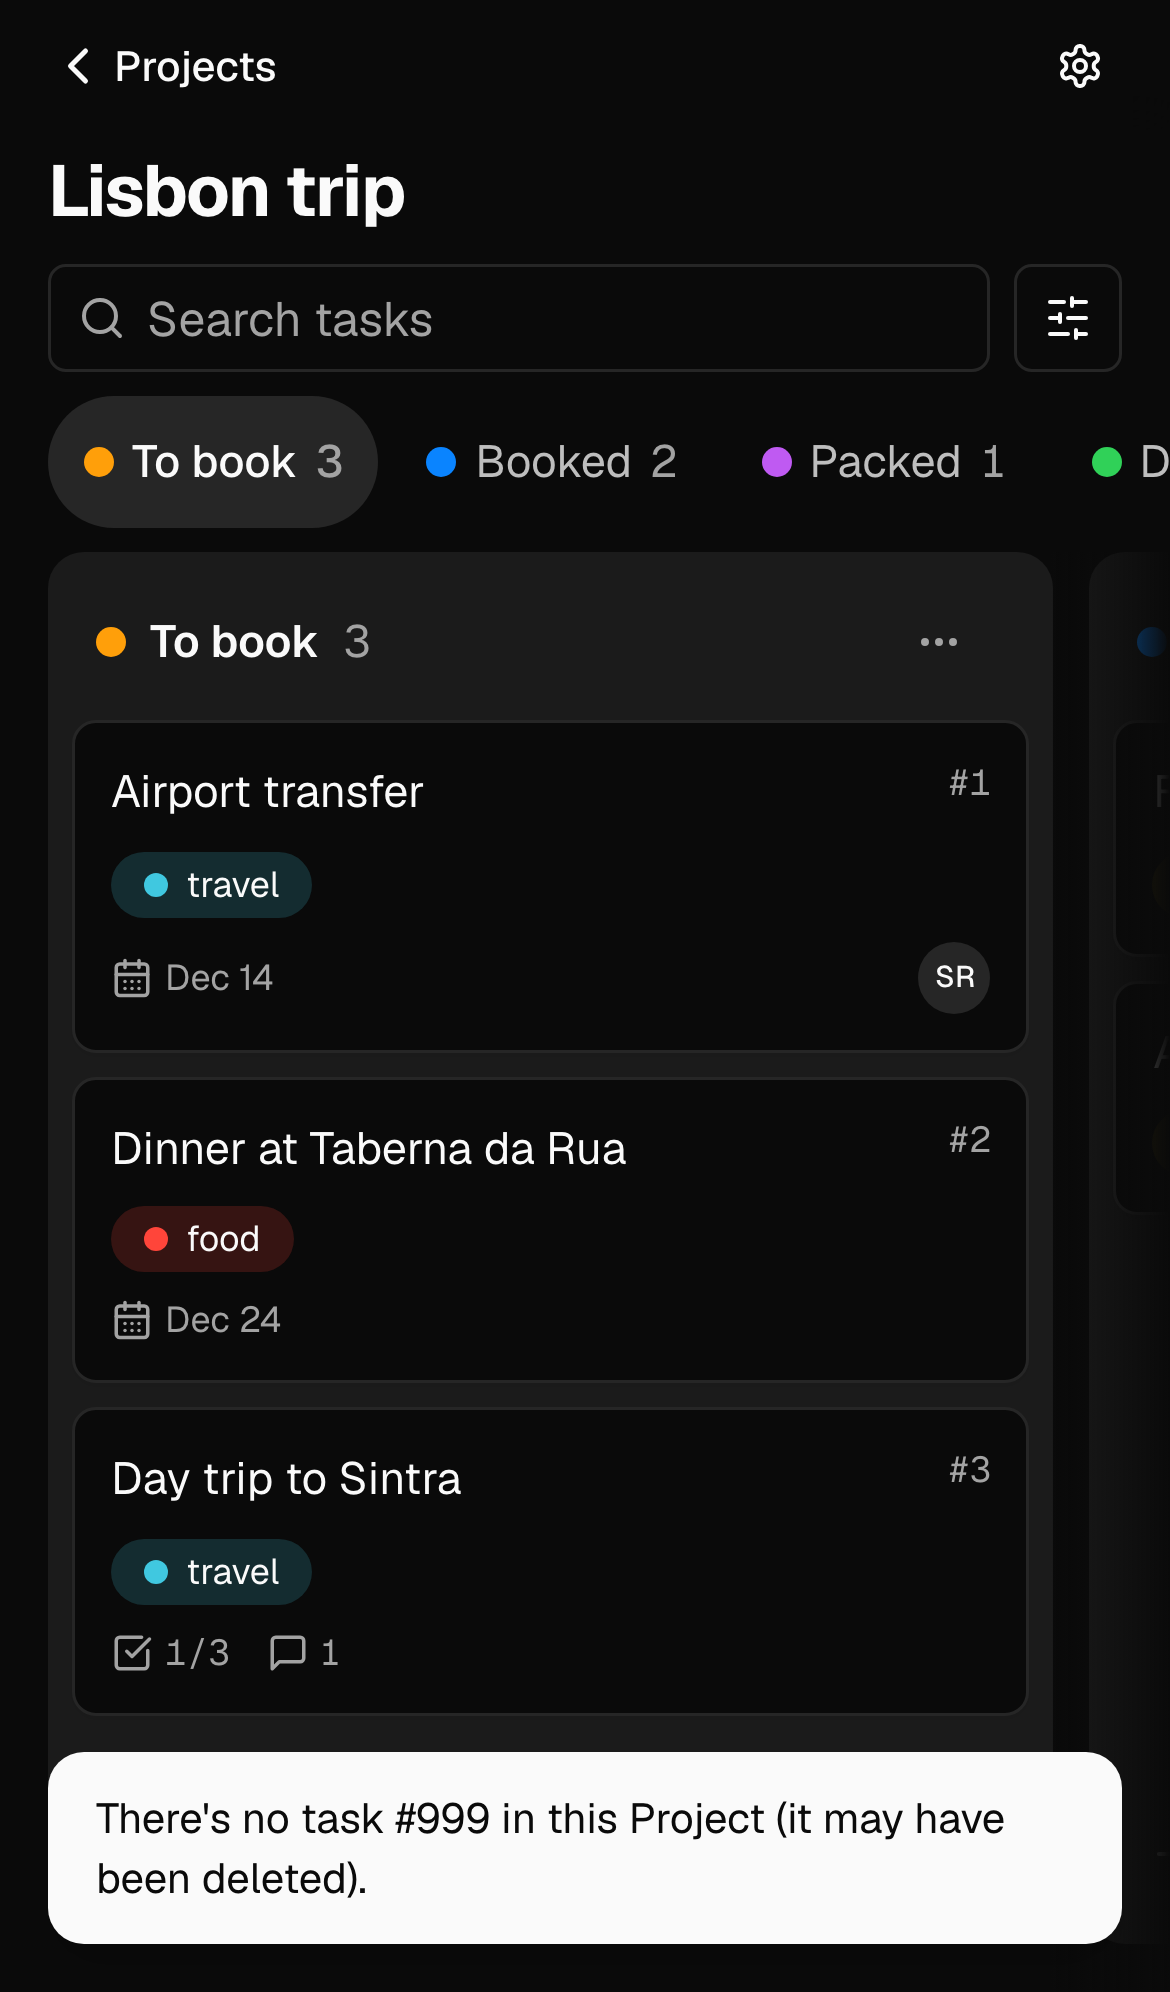 Projects
Lisbon trip
Search tasks
To book 3
Booked 2
Packed 1
To book 3
Airport transfer
#1
travel
Dec 14
SR
Dinner at Taberna da Rua
#2
food
Dec 24
Day trip to Sintra
#3
travel
1/3
1
There's no task #999 in this Project (it may have
been deleted).